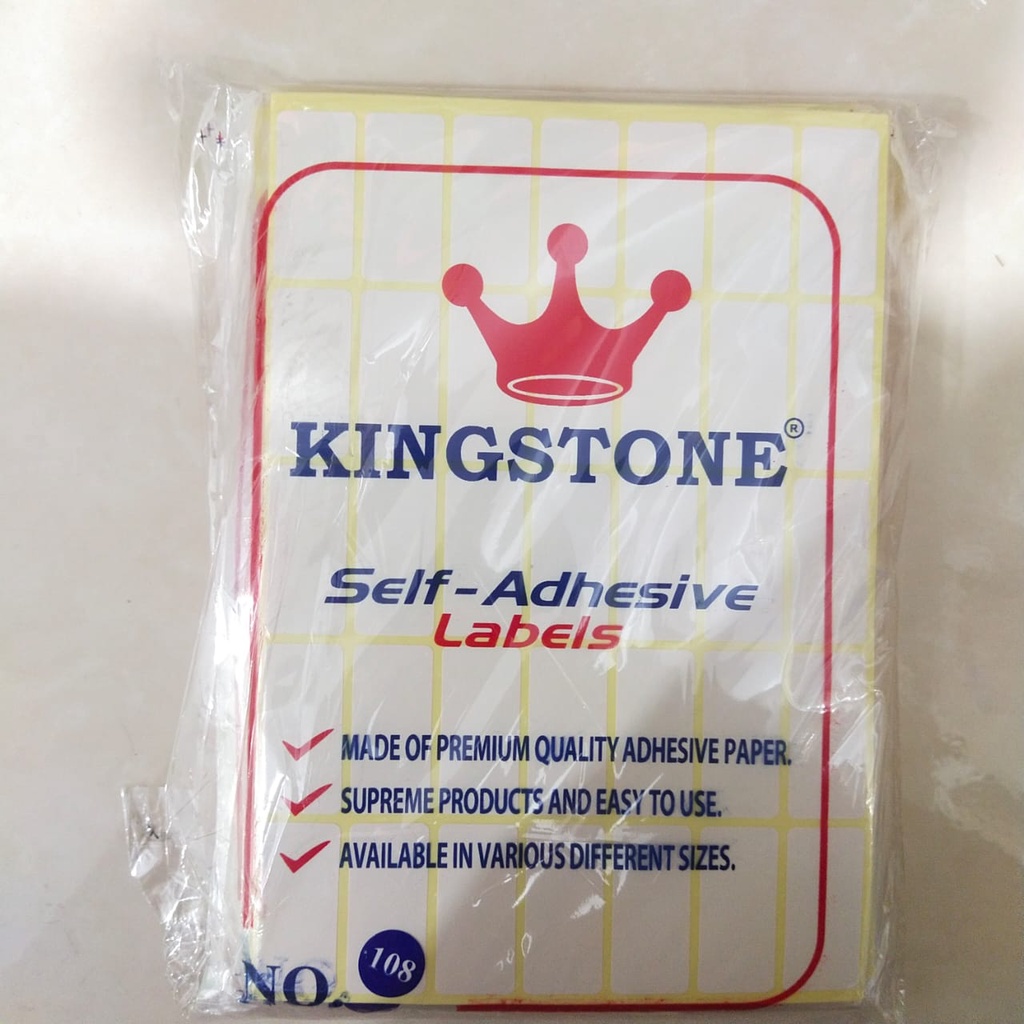 KINGSTONE®
Self-Adhesive
Labels
MADE OF PREMIUM QUALITY ADHESIVE PAPER.
SUPREME PRODUCTS AND EASY TO USE.
AVAILABLE IN VARIOUS DIFFERENT SIZES.
NO. 108